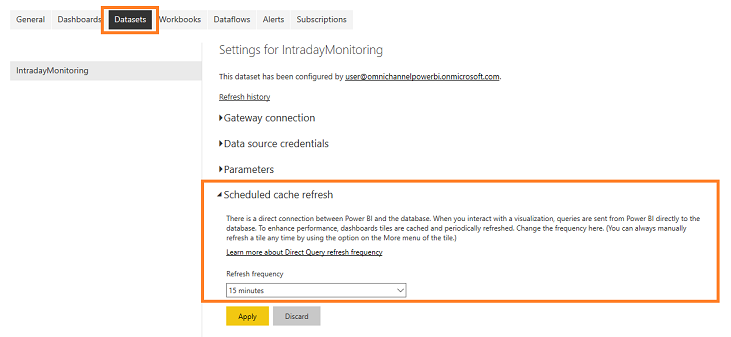 General Dashboards Datasets Workbooks Dataflows Alerts Subscriptions
Settings for IntradayMonitoring
IntradayMonitoring
This dataset has been configured by user@omnichannelpowerbi.onmicrosoft.com.
Refresh history
Gateway connection
Data source credentials
Parameters
Scheduled cache refresh
There is a direct connection between Power BI and the database. When you interact with a visualization, queries are sent from Power BI directly to the
database. To enhance performance, dashboards tiles are cached and periodically refreshed. Change the frequency here. (You can always manually
refresh a tile any time by using the option on the More menu of the tile.)
Learn more about Direct Query refresh frequency
Refresh frequency
15 minutes
Apply Discard